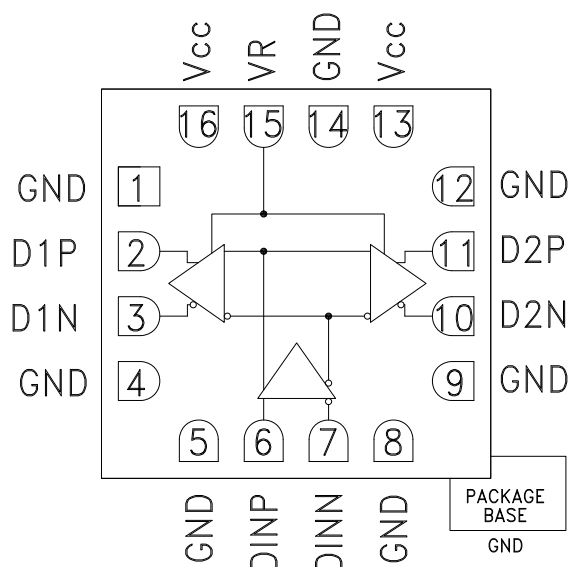 Vcc VR GND Vcc
16 15 14 13
GND 1 12 GND
D1P 2 11 D2P
D1N 3 10 D2N
GND 4 9 GND
5 6 7 8
GND DINP DINN GND
PACKAGE
BASE
GND